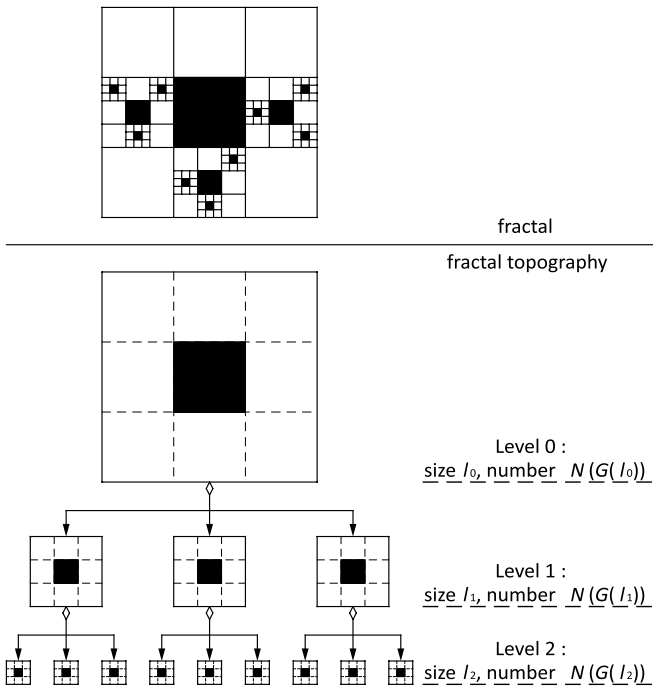 fractal
fractal topography
Level 0 :
size l₀, number N (G( l₀))
Level 1 :
size l₁, number N (G( l₁))
Level 2 :
size l₂, number N (G( l₂))